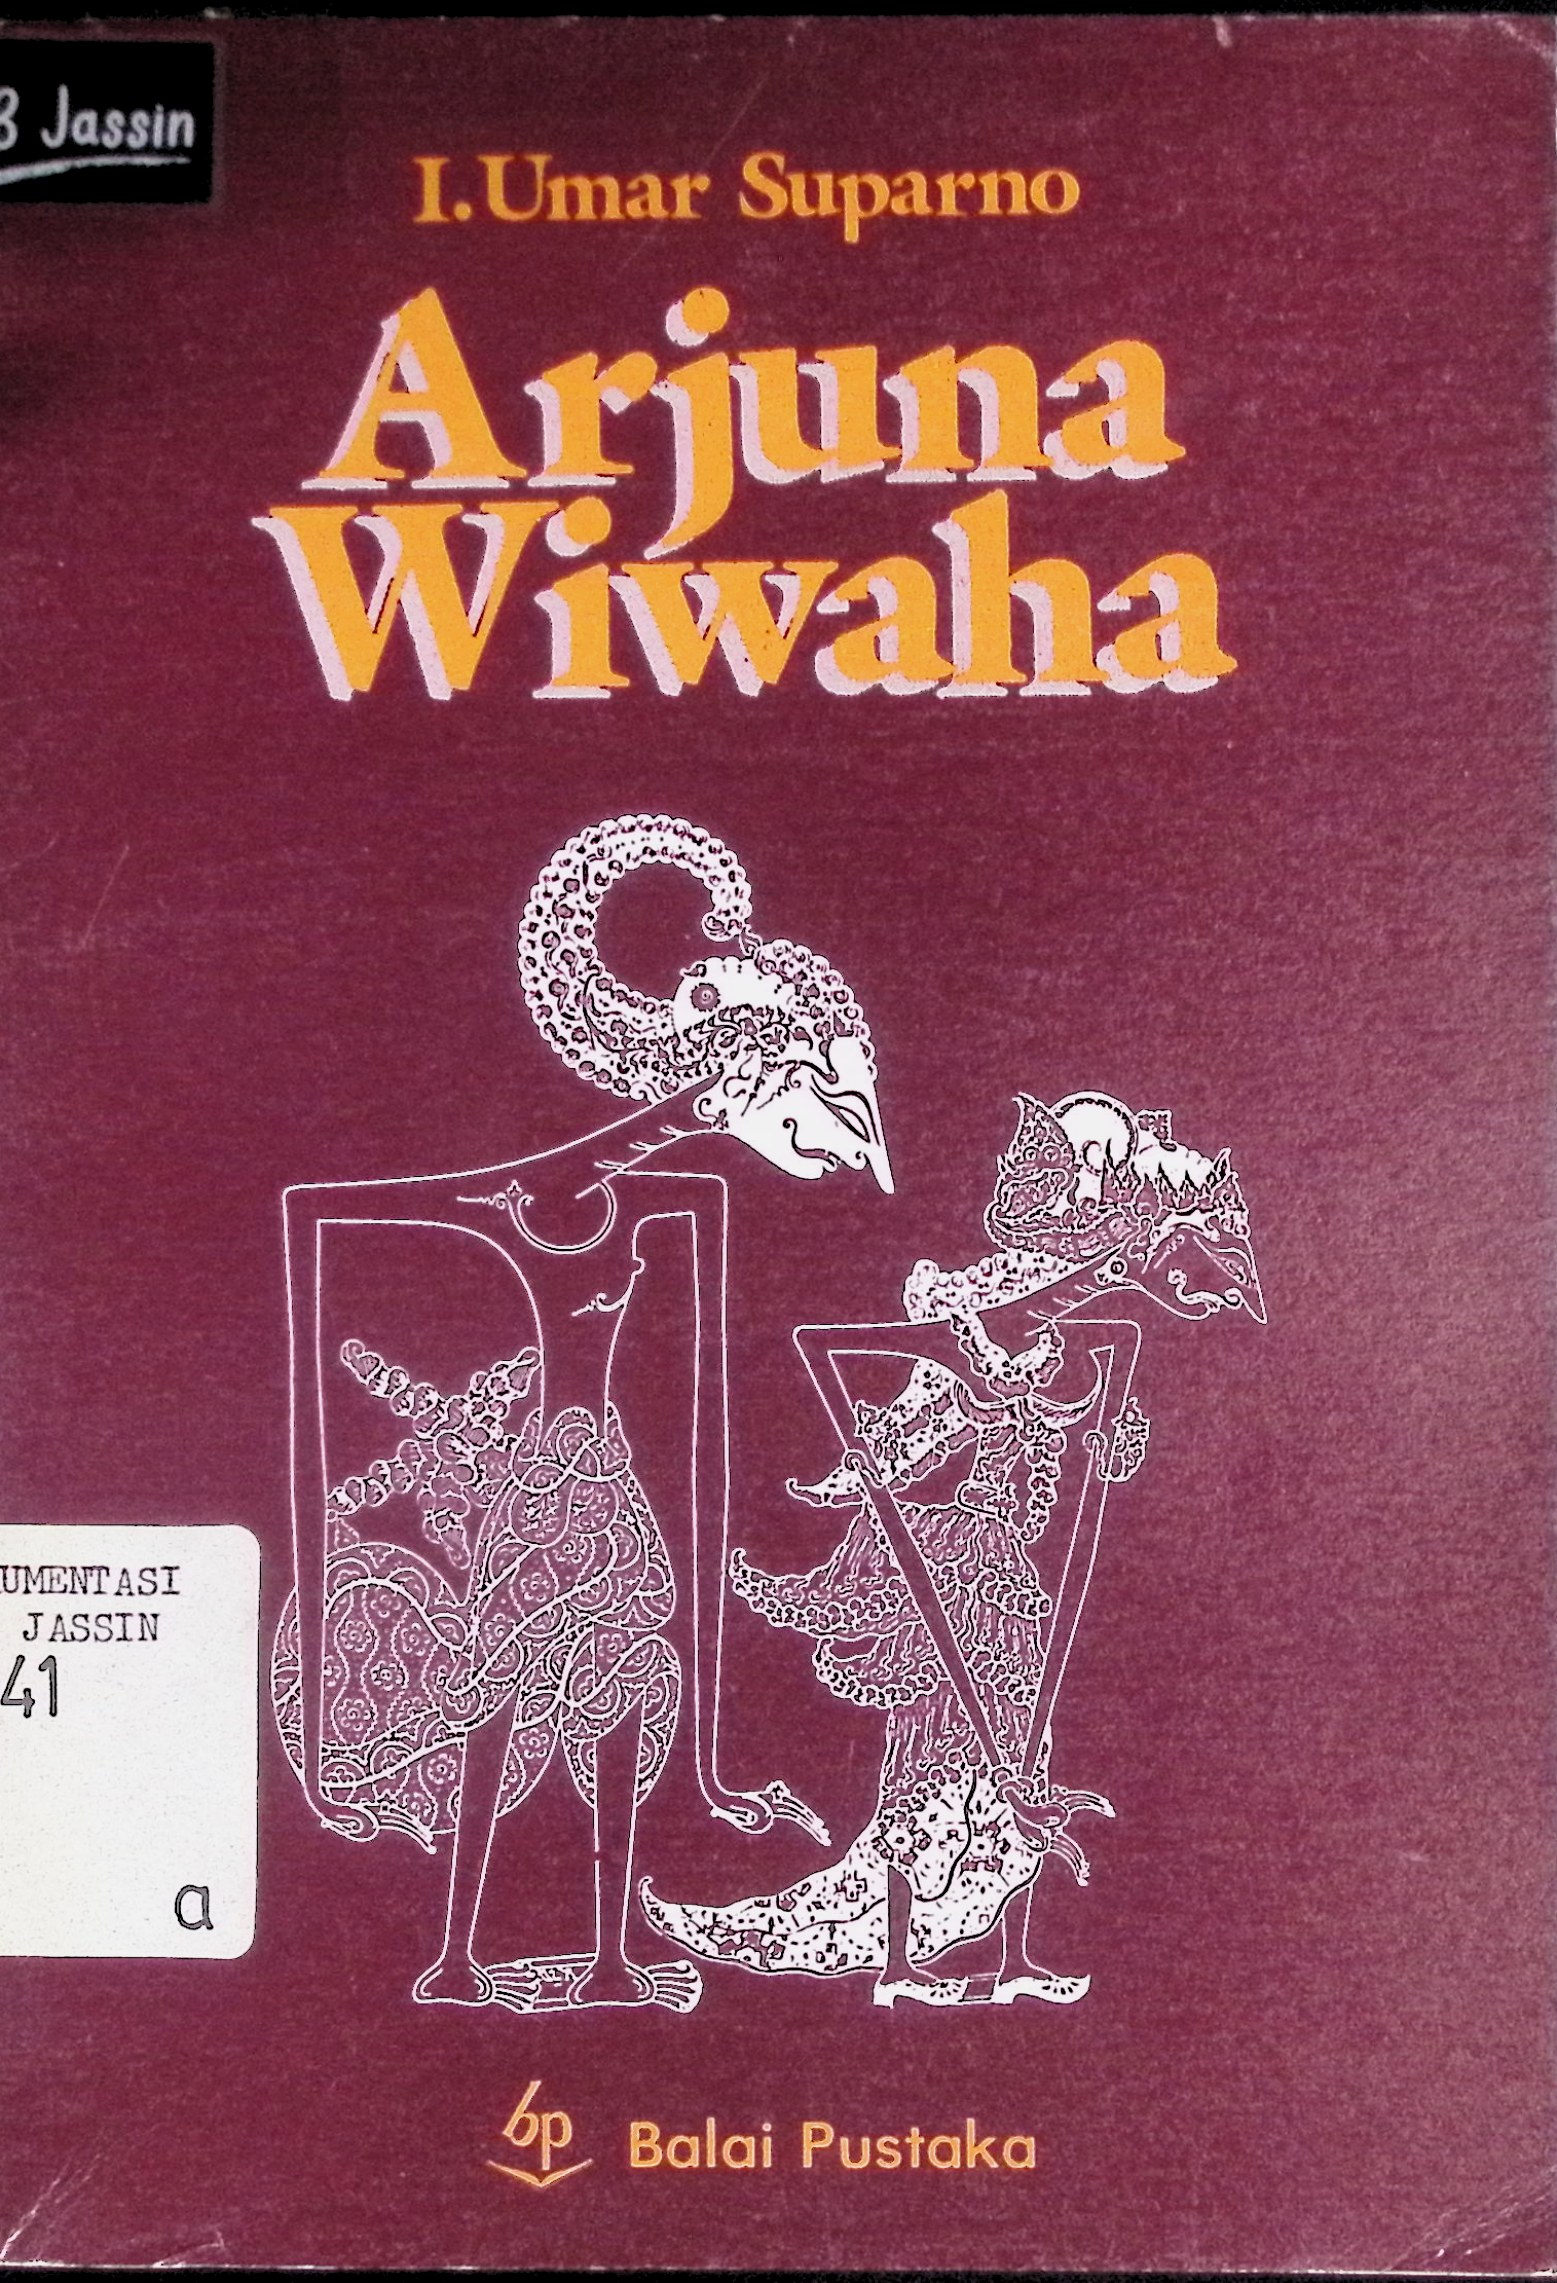 Jassin
I. Umar Suparno
Arjuna
Wiwaha
UMENTASI
JASSIN
41
a
bp Balai Pustaka